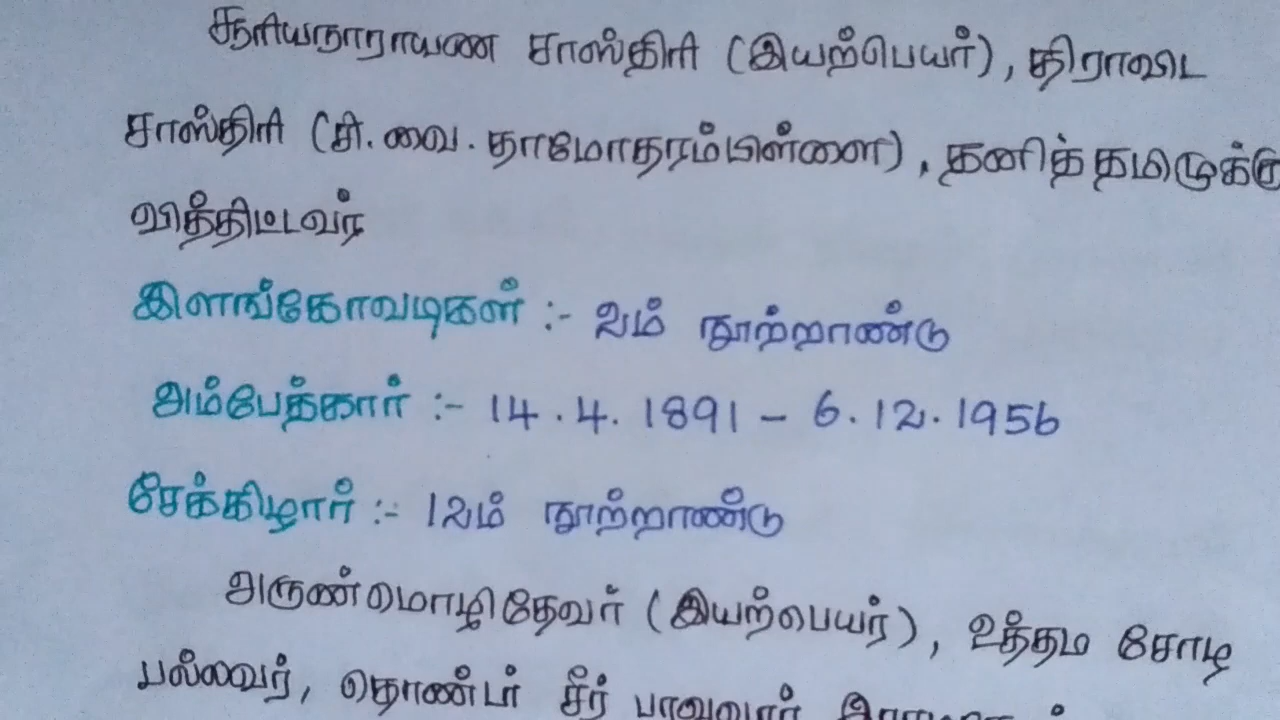 சூரியநாராயண சாஸ்திரி (இயற்பெயர்), திராவிட
சாஸ்திரி (சி.வை.தாமோதரம்பிள்ளை), தனித்தமிழுக்கு
வித்திட்டவர்
இளங்கோவடிகள் :- 2ம் நூற்றாண்டு
அம்பேத்கார் :- 14.4.1891 - 6.12.1956
சேக்கிழார் :- 12ம் நூற்றாண்டு
அருண்மொழிதேவர் (இயற்பெயர்), உத்தம சோழ
பல்லவர், தொண்டர் சீர் பரவுவார்